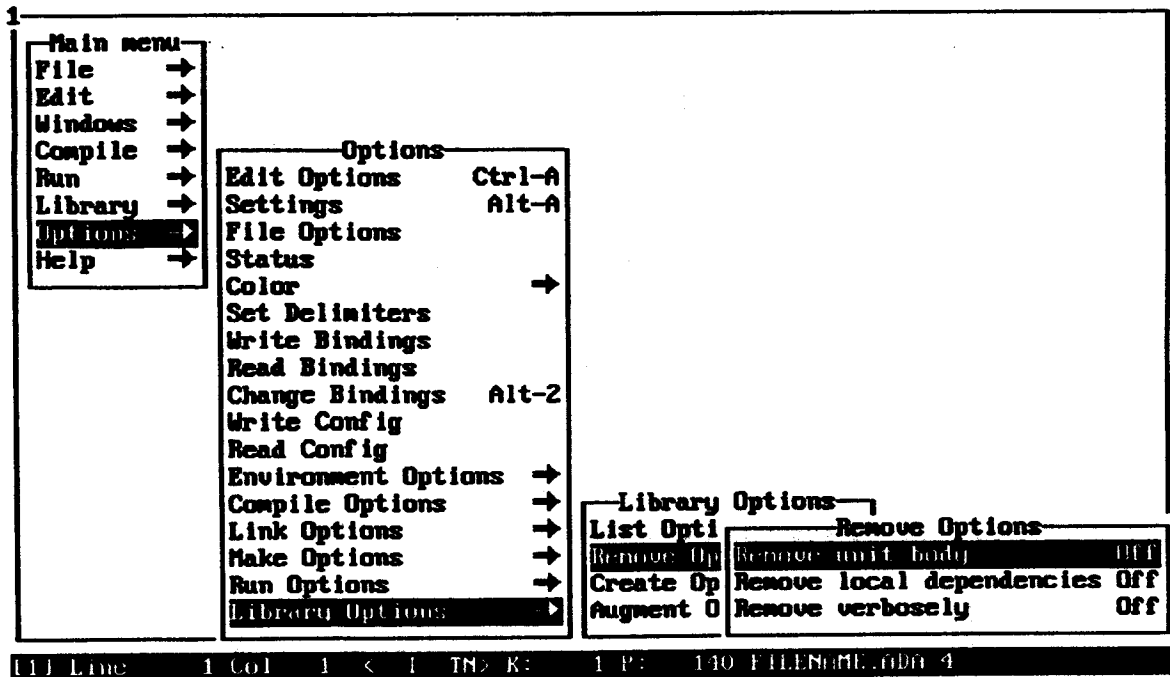 1
Main menu
File →
Edit →
Windows →
Compile →
Run →
Library →
Options →
Help →
Options
Edit Options Ctrl-A
Settings Alt-A
File Options
Status
Color →
Set Delimiters
Write Bindings
Read Bindings
Change Bindings Alt-2
Write Config
Read Config
Environment Options →
Compile Options →
Link Options →
Make Options →
Run Options →
Library Options →
Library Options
List Opti
Remove Op
Create Op
Augment O
Remove Options
Remove unit body Off
Remove local dependencies Off
Remove verbosely Off
[1] Line 1 Col 1 < I TN> K: 1 P: 140 FILENAME.ADA 4